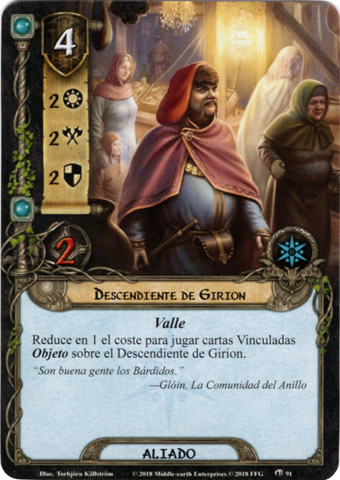 4
2
2
2
2
Descendiente de Girion
Valle
Reduce en 1 el coste para jugar cartas Vinculadas
Objeto sobre el Descendiente de Girion.
“Son buena gente los Bárdidos.”
—Glóin, La Comunidad del Anillo
ALIADO
Illus. Torbjörn Källström
©2018 Middle-earth Enterprises ©2018 FFG
91